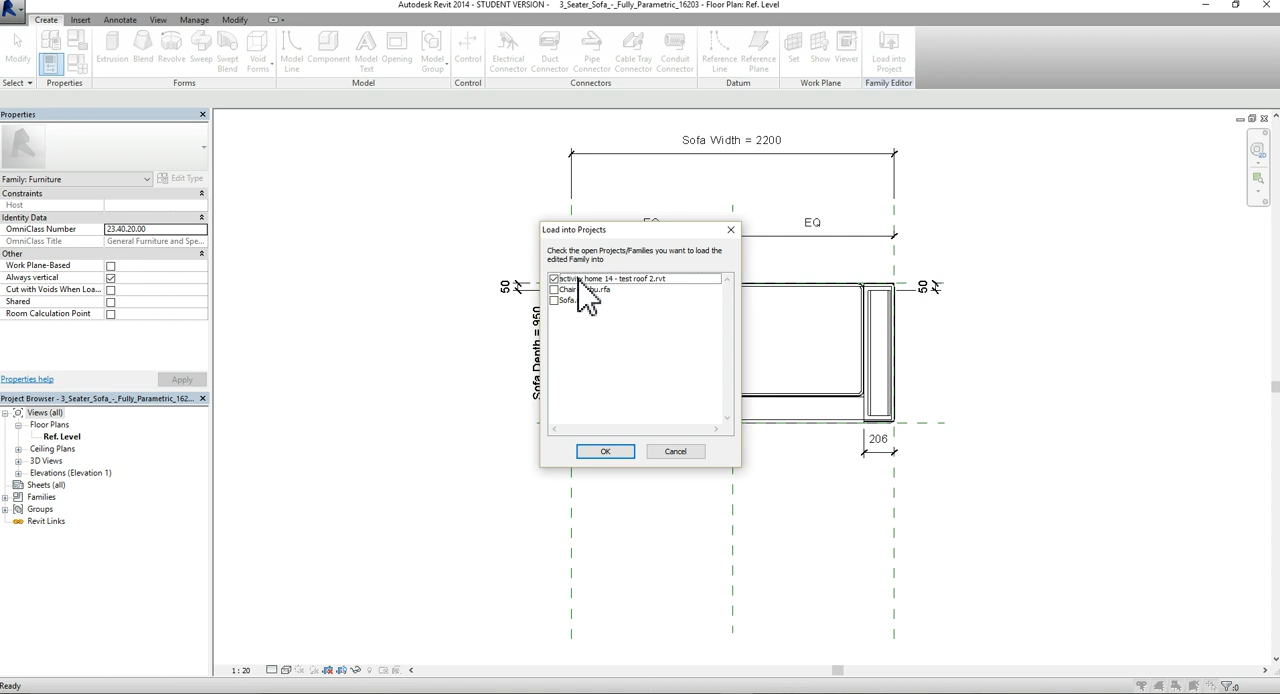 Autodesk Revit 2014 - STUDENT VERSION - 3_Seater_Sofa_-_Fully_Parametric_16203 - Floor Plan: Ref. Level
Create Insert Annotate View Manage Modify
Modify Extrusion Blend Revolve Sweep Swept Blend Void Forms Model Line Component Model Text Opening Model Group Control Electrical Connector Duct Connector Pipe Connector Cable Tray Connector Conduit Connector Reference Line Reference Plane Set Show Viewer Load into Project
Select Properties Forms Model Control Connectors Datum Work Plane Family Editor
Properties
Family: Furniture Edit Type
Constraints
Host
Identity Data
OmniClass Number 23.40.20.00
OmniClass Title General Furniture and Spe...
Other
Work Plane-Based
Always vertical
Cut with Voids When Loa...
Shared
Room Calculation Point
Properties help Apply
Project Browser - 3_Seater_Sofa_-_Fully_Parametric_162...
Views (all)
Floor Plans
Ref. Level
Ceiling Plans
3D Views
Elevations (Elevation 1)
Sheets (all)
Families
Groups
Revit Links
Sofa Width = 2200
EQ
50
50
Sofa Depth = 950
206
Load into Projects
Check the open Projects/Families you want to load the
edited Family into
home 14 - test roof 2.rvt
OK Cancel
1 : 20
Ready
:0